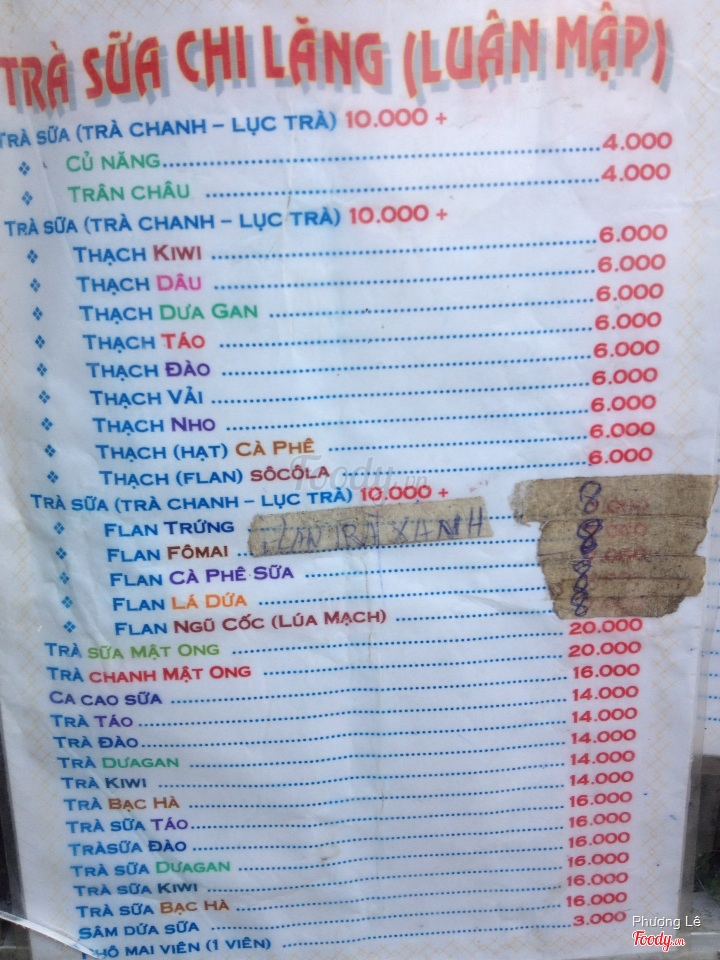 TRÀ SỮA CHI LĂNG (LUÂN MẬP)
TRÀ SỮA (TRÀ CHANH – LỤC TRÀ) 10.000 +
CỦ NĂNG 4.000
TRÂN CHÂU 4.000
TRÀ SỮA (TRÀ CHANH – LỤC TRÀ) 10.000 +
THẠCH KIWI 6.000
THẠCH DÂU 6.000
THẠCH DƯA GAN 6.000
THẠCH TÁO 6.000
THẠCH ĐÀO 6.000
THẠCH VẢI 6.000
THẠCH NHO 6.000
THẠCH (HẠT) CÀ PHÊ 6.000
THẠCH (FLAN) SÔCÔLA 6.000
TRÀ SỮA (TRÀ CHANH – LỤC TRÀ) 10.000 +
FLAN TRỨNG 8
FLAN TRÀ XANH
FLAN FÔMAI 8
FLAN CÀ PHÊ SỮA 8
FLAN LÁ DỨA 8
FLAN NGŨ CỐC (LÚA MẠCH) 8
TRÀ SỮA MẬT ONG 20.000
TRÀ CHANH MẬT ONG 20.000
CA CAO SỮA 16.000
TRÀ TÁO 14.000
TRÀ ĐÀO 14.000
TRÀ DƯAGAN 14.000
TRÀ KIWI 14.000
TRÀ BẠC HÀ 14.000
TRÀ SỮA TÁO 16.000
TRÀSỮA ĐÀO 16.000
TRÀ SỮA DƯAGAN 16.000
TRÀ SỮA KIWI 16.000
TRÀ SỮA BẠC HÀ 16.000
SÂM DỨA SỮA 16.000
PHÔ MAI VIÊN (1 VIÊN) 3.000
Foody.vn
Phượng Lê
Foody.vn